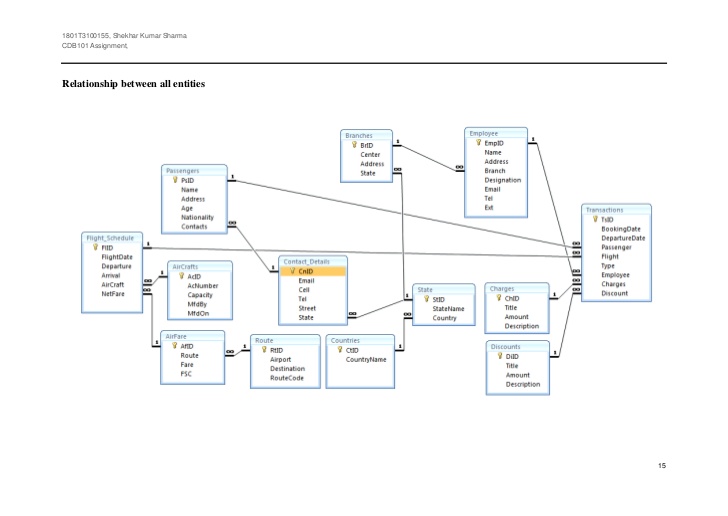 1801T3100155, Shekhar Kumar Sharma
CDB101 Assignment,
Relationship between all entities
Branches
BrID
Center
Address
State
Employee
EmpID
Name
Address
Branch
Designation
Email
Tel
Ext
Passengers
PsID
Name
Address
Age
Nationality
Contacts
Transactions
TsID
BookingDate
DepartureDate
Passenger
Flight
Type
Employee
Charges
Discount
Flight_Schedule
FlID
FlightDate
Departure
Arrival
AirCraft
NetFare
AirCrafts
AcID
AcNumber
Capacity
MfdBy
MfdOn
Contact_Details
CnID
Email
Cell
Tel
Street
State
State
StID
StateName
Country
Charges
ChID
Title
Amount
Description
AirFare
AfID
Route
Fare
FSC
Route
RtID
Airport
Destination
RouteCode
Countries
CtID
CountryName
Discounts
DiID
Title
Amount
Description
1
∞
1
∞
1
∞
1
∞
1
∞
1
∞
1
∞
1
∞
1
∞
1
∞
1
∞
1
∞
15